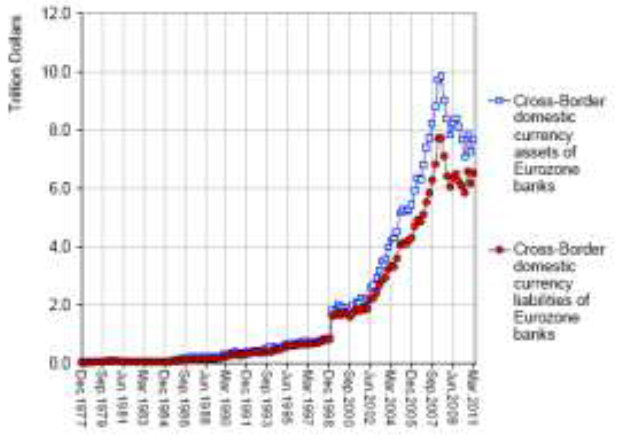 Trillion Dollars
12.0
10.0
8.0
6.0
4.0
2.0
0.0
Dec 1977
Sep 1979
Jun 1981
Mar 1983
Dec 1984
Sep 1986
Jun 1988
Mar 1990
Dec 1991
Sep 1993
Jun 1995
Mar 1997
Dec 1998
Sep 2000
Jun 2002
Mar 2004
Dec 2005
Sep 2007
Jun 2009
Mar 2011
Cross-Border
domestic
currency
assets of
Eurozone
banks
Cross-Border
domestic
currency
liabilities of
Eurozone
banks